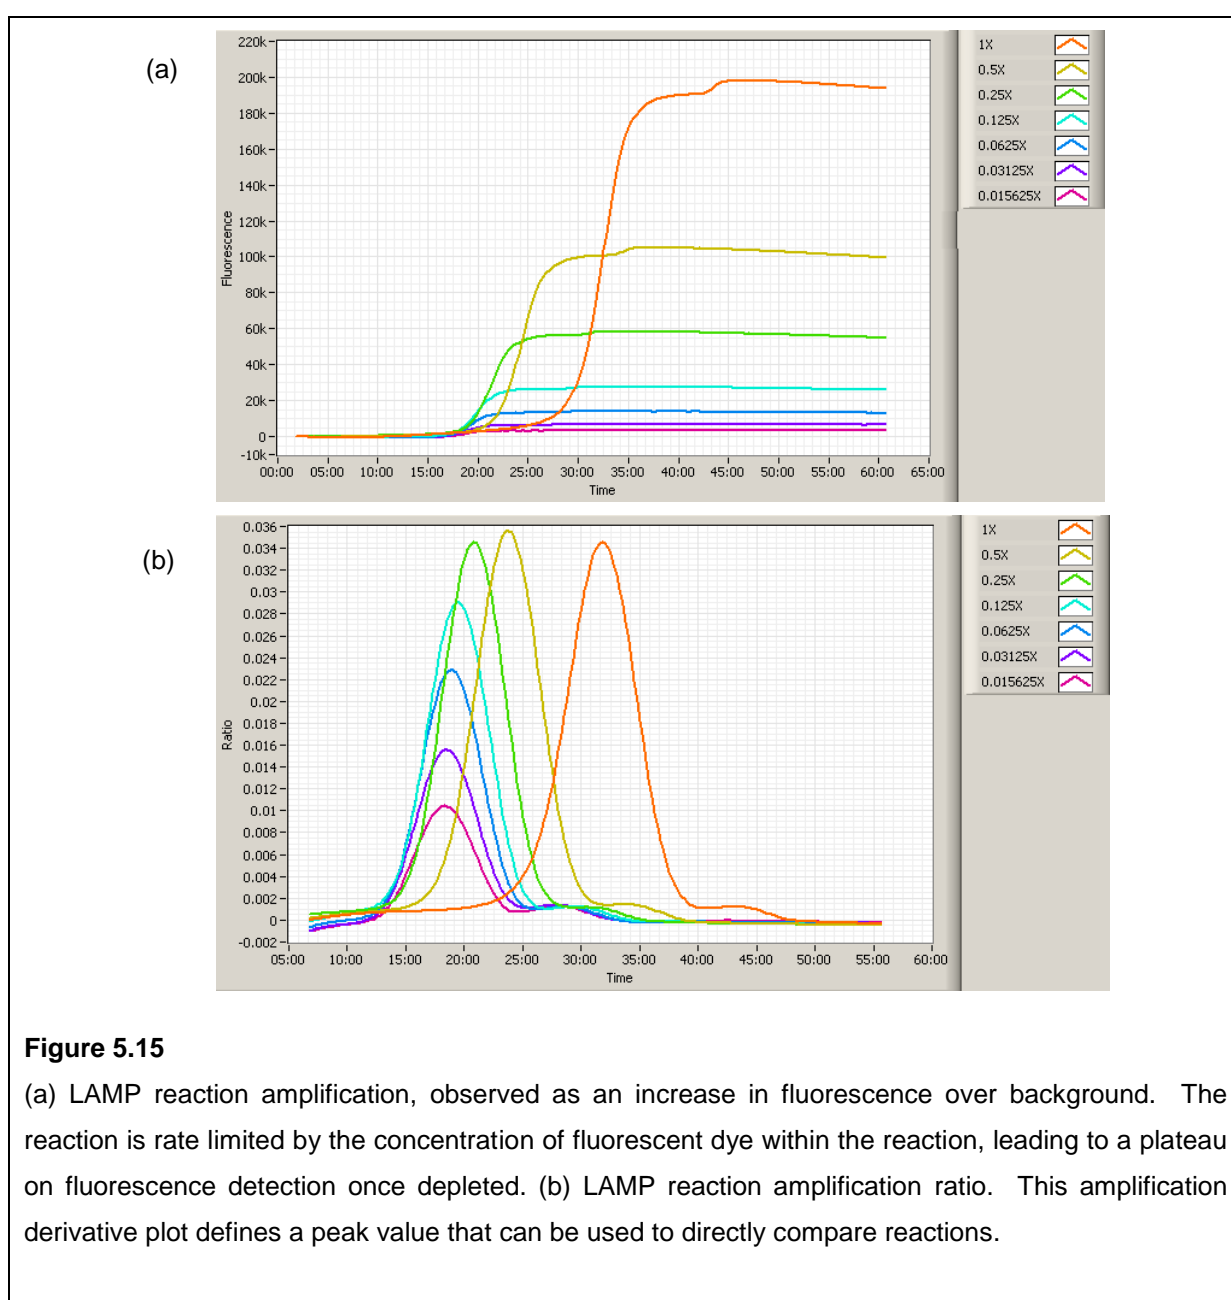 (a)
220k
200k
180k
160k
140k
120k
100k
80k
60k
40k
20k
0
-10k
Fluorescence
00:00 05:00 10:00 15:00 20:00 25:00 30:00 35:00 40:00 45:00 50:00 55:00 60:00 65:00
Time
1X
0.5X
0.25X
0.125X
0.0625X
0.03125X
0.015625X
(b)
0.036
0.034
0.032
0.03
0.028
0.026
0.024
0.022
0.02
0.018
0.016
0.014
0.012
0.01
0.008
0.006
0.004
0.002
0
-0.002
Ratio
05:00 10:00 15:00 20:00 25:00 30:00 35:00 40:00 45:00 50:00 55:00 60:00
Time
1X
0.5X
0.25X
0.125X
0.0625X
0.03125X
0.015625X
Figure 5.15
(a) LAMP reaction amplification, observed as an increase in fluorescence over background. The
reaction is rate limited by the concentration of fluorescent dye within the reaction, leading to a plateau
on fluorescence detection once depleted. (b) LAMP reaction amplification ratio. This amplification
derivative plot defines a peak value that can be used to directly compare reactions.